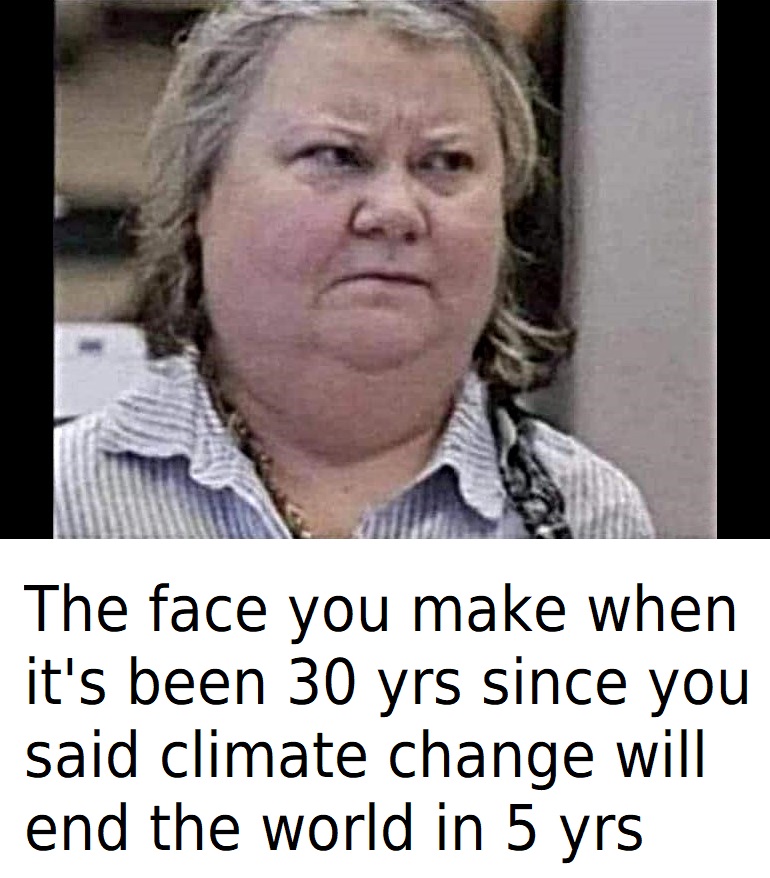 The face you make when
it's been 30 yrs since you
said climate change will
end the world in 5 yrs